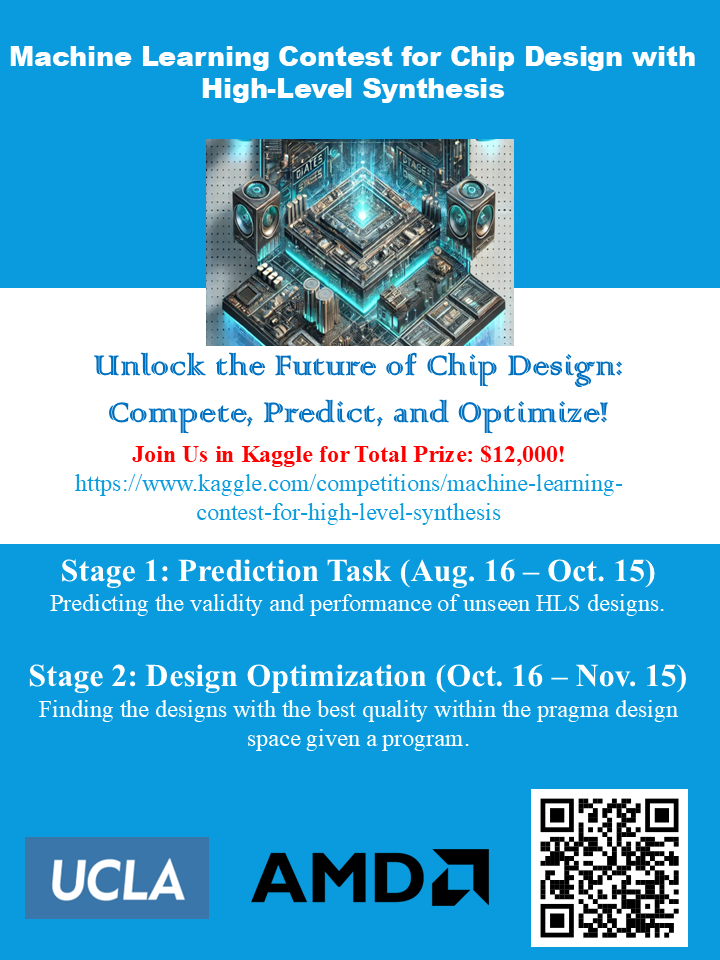 Machine Learning Contest for Chip Design with
High-Level Synthesis
DIATES
STAGE
Unlock the Future of Chip Design:
Compete, Predict, and Optimize!
Join Us in Kaggle for Total Prize: $12,000!
https://www.kaggle.com/competitions/machine-learning-
contest-for-high-level-synthesis
Stage 1: Prediction Task (Aug. 16 – Oct. 15)
Predicting the validity and performance of unseen HLS designs.
Stage 2: Design Optimization (Oct. 16 – Nov. 15)
Finding the designs with the best quality within the pragma design
space given a program.
UCLA
AMD